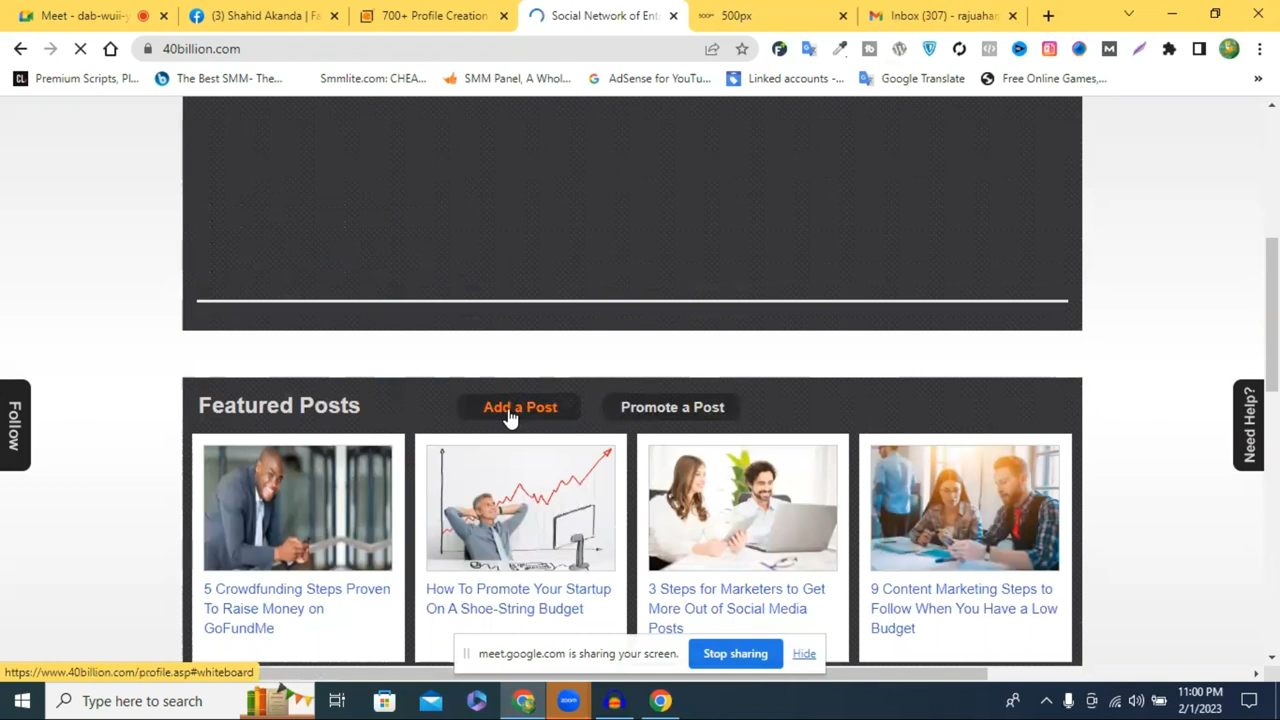 Meet - dab-wuii-y
(3) Shahid Akanda | Fa
700+ Profile Creation
Social Network of Entr
500px
Inbox (307) - rajuahan
40billion.com
CL Premium Scripts, Pl...
The Best SMM- The...
Smmlite.com: CHEA...
SMM Panel, A Whol...
AdSense for YouTu...
Linked accounts -...
Google Translate
Free Online Games,...
»
Follow
Need Help?
Featured Posts
Add a Post
Promote a Post
5 Crowdfunding Steps Proven
To Raise Money on
GoFundMe
How To Promote Your Startup
On A Shoe-String Budget
3 Steps for Marketers to Get
More Out of Social Media
Posts
9 Content Marketing Steps to
Follow When You Have a Low
Budget
meet.google.com is sharing your screen.
Stop sharing
Hide
https://www.40billion.com/profile.asp#whiteboard
Type here to search
zoom
11:00 PM
2/1/2023